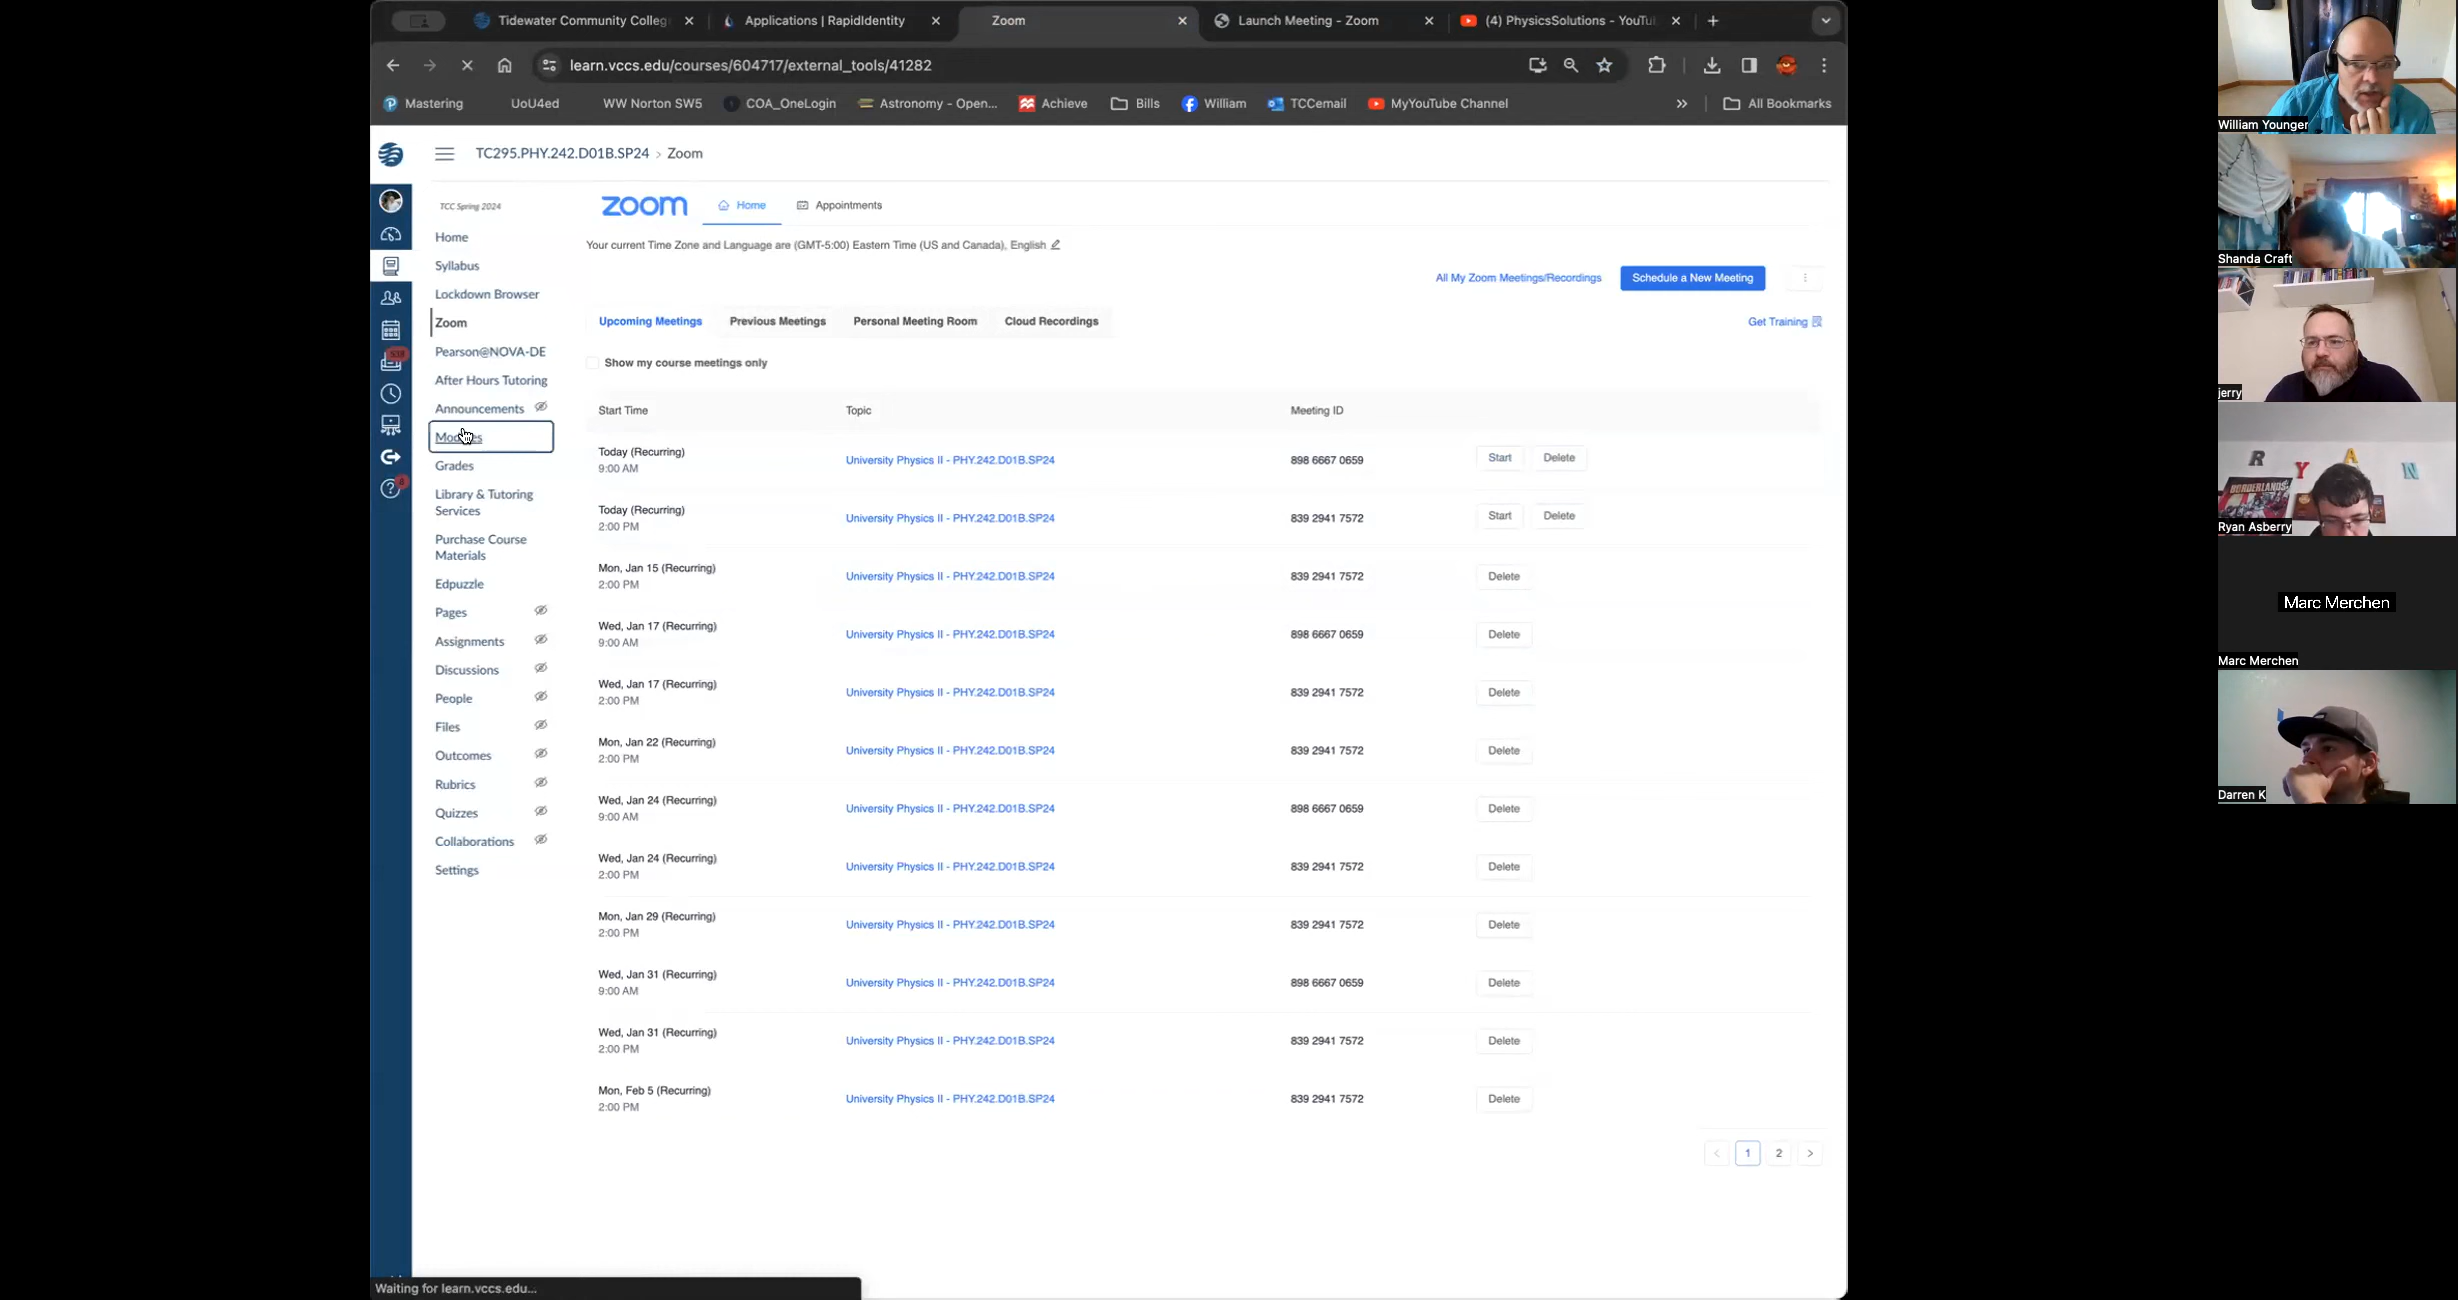 Tidewater Community Colleg
Applications | RapidIdentity
Zoom
Launch Meeting - Zoom
(4) PhysicsSolutions - YouTu
learn.vccs.edu/courses/604717/external_tools/41282
Mastering
UoU4ed
WW Norton SW5
COA_OneLogin
Astronomy - Open...
Achieve
Bills
William
TCCemail
MyYouTube Channel
All Bookmarks
TC295.PHY.242.D01B.SP24 > Zoom
TCC Spring 2024
Home
Syllabus
Lockdown Browser
Zoom
Pearson@NOVA-DE
After Hours Tutoring
Announcements
Modules
Grades
Library & Tutoring
Services
Purchase Course
Materials
Edpuzzle
Pages
Assignments
Discussions
People
Files
Outcomes
Rubrics
Quizzes
Collaborations
Settings
zoom
Home
Appointments
Your current Time Zone and Language are (GMT-5:00) Eastern Time (US and Canada), English
All My Zoom Meetings/Recordings
Schedule a New Meeting
Upcoming Meetings
Previous Meetings
Personal Meeting Room
Cloud Recordings
Get Training
Show my course meetings only
Start Time Topic Meeting ID
Today (Recurring)
9:00 AM
University Physics II - PHY.242.D01B.SP24 898 6667 0659 Start Delete
Today (Recurring)
2:00 PM
University Physics II - PHY.242.D01B.SP24 839 2941 7572 Start Delete
Mon, Jan 15 (Recurring)
2:00 PM
University Physics II - PHY.242.D01B.SP24 839 2941 7572 Delete
Wed, Jan 17 (Recurring)
9:00 AM
University Physics II - PHY.242.D01B.SP24 898 6667 0659 Delete
Wed, Jan 17 (Recurring)
2:00 PM
University Physics II - PHY.242.D01B.SP24 839 2941 7572 Delete
Mon, Jan 22 (Recurring)
2:00 PM
University Physics II - PHY.242.D01B.SP24 839 2941 7572 Delete
Wed, Jan 24 (Recurring)
9:00 AM
University Physics II - PHY.242.D01B.SP24 898 6667 0659 Delete
Wed, Jan 24 (Recurring)
2:00 PM
University Physics II - PHY.242.D01B.SP24 839 2941 7572 Delete
Mon, Jan 29 (Recurring)
2:00 PM
University Physics II - PHY.242.D01B.SP24 839 2941 7572 Delete
Wed, Jan 31 (Recurring)
9:00 AM
University Physics II - PHY.242.D01B.SP24 898 6667 0659 Delete
Wed, Jan 31 (Recurring)
2:00 PM
University Physics II - PHY.242.D01B.SP24 839 2941 7572 Delete
Mon, Feb 5 (Recurring)
2:00 PM
University Physics II - PHY.242.D01B.SP24 839 2941 7572 Delete
< 1 2 >
Waiting for learn.vccs.edu...
William Younger
Shanda Craft
jerry
R Y A N
BORDERLANDS
Ryan Asberry
Marc Merchen
Marc Merchen
Darren K